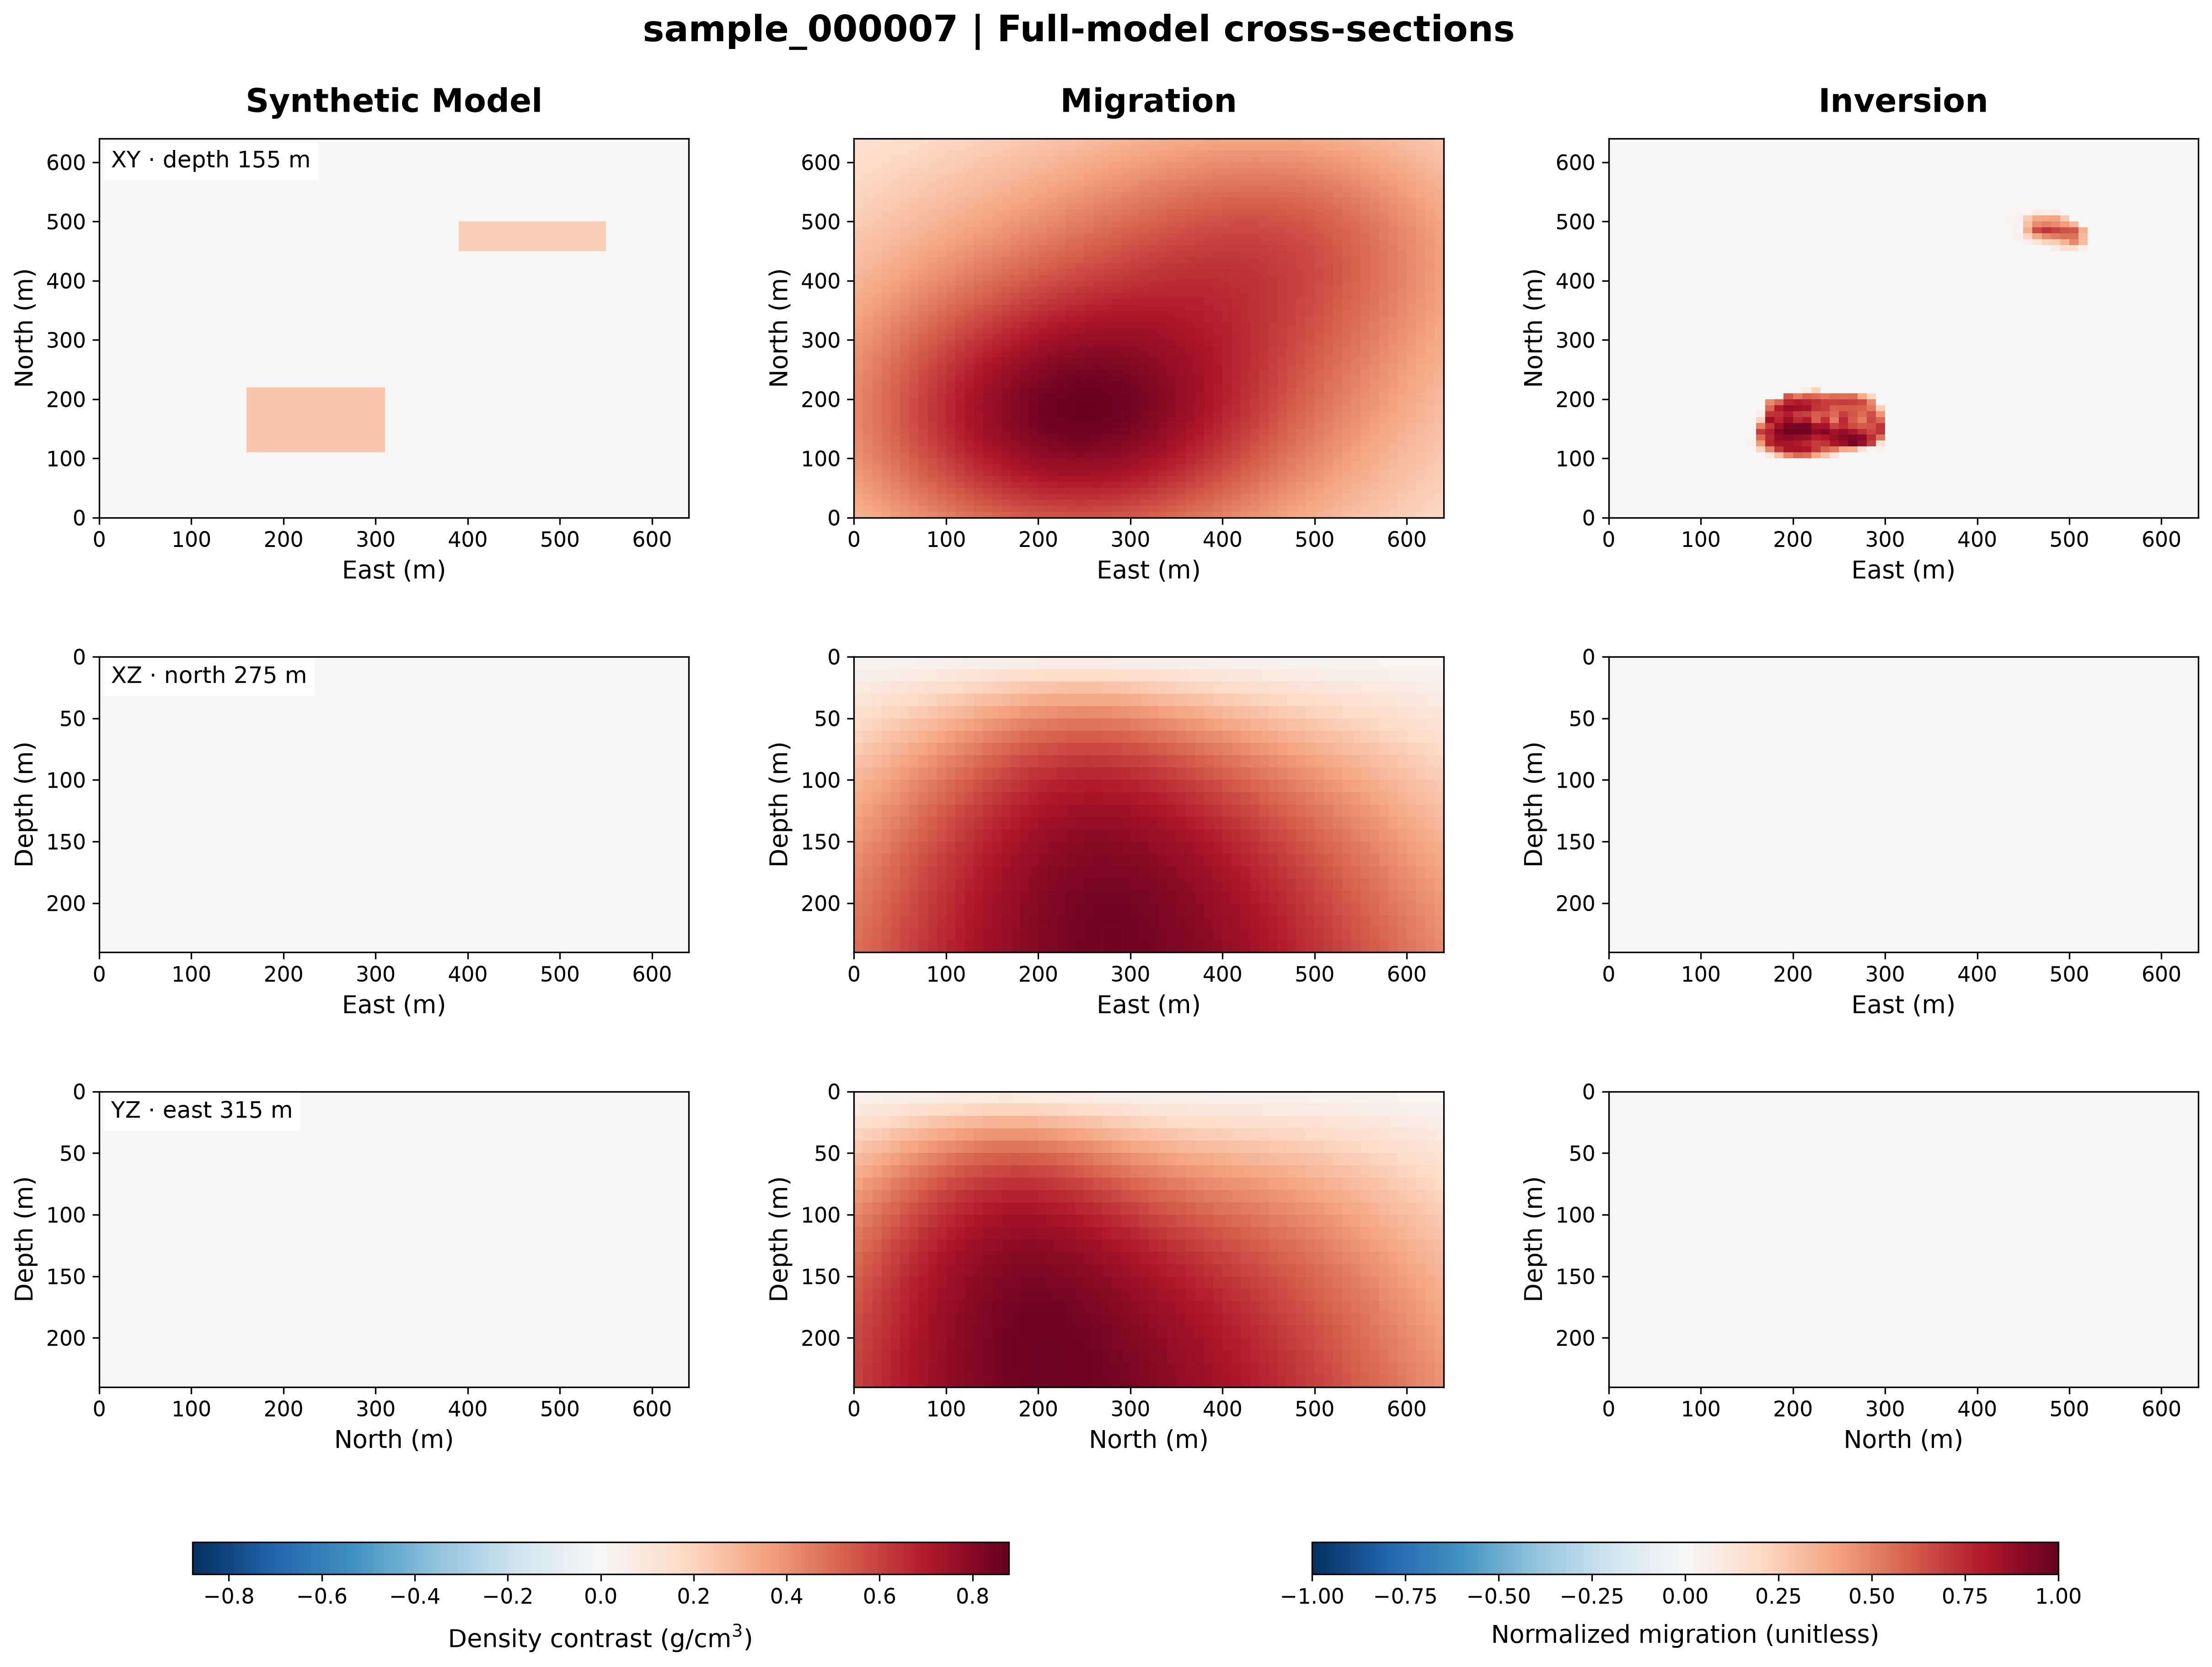 sample_000007 | Full-model cross-sections
Synthetic Model
Migration
Inversion
XY · depth 155 m
600
500
400
300
200
100
0
North (m)
0 100 200 300 400 500 600
East (m)
600
500
400
300
200
100
0
North (m)
0 100 200 300 400 500 600
East (m)
600
500
400
300
200
100
0
North (m)
0 100 200 300 400 500 600
East (m)
XZ · north 275 m
0
50
100
150
200
Depth (m)
0 100 200 300 400 500 600
East (m)
0
50
100
150
200
Depth (m)
0 100 200 300 400 500 600
East (m)
0
50
100
150
200
Depth (m)
0 100 200 300 400 500 600
East (m)
YZ · east 315 m
0
50
100
150
200
Depth (m)
0 100 200 300 400 500 600
North (m)
0
50
100
150
200
Depth (m)
0 100 200 300 400 500 600
North (m)
0
50
100
150
200
Depth (m)
0 100 200 300 400 500 600
North (m)
−0.8 −0.6 −0.4 −0.2 0.0 0.2 0.4 0.6 0.8
Density contrast (g/cm³)
−1.00 −0.75 −0.50 −0.25 0.00 0.25 0.50 0.75 1.00
Normalized migration (unitless)